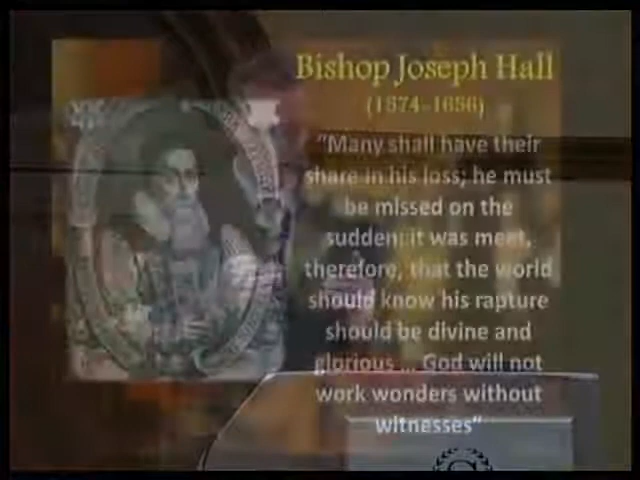 Bishop Joseph Hall
(1574-1656)
"Many shall have their
share in his loss; he must
be missed on the
sudden: it was meet,
therefore, that the world
should know his rapture
should be divine and
glorious ... God will not
work wonders without
witnesses"